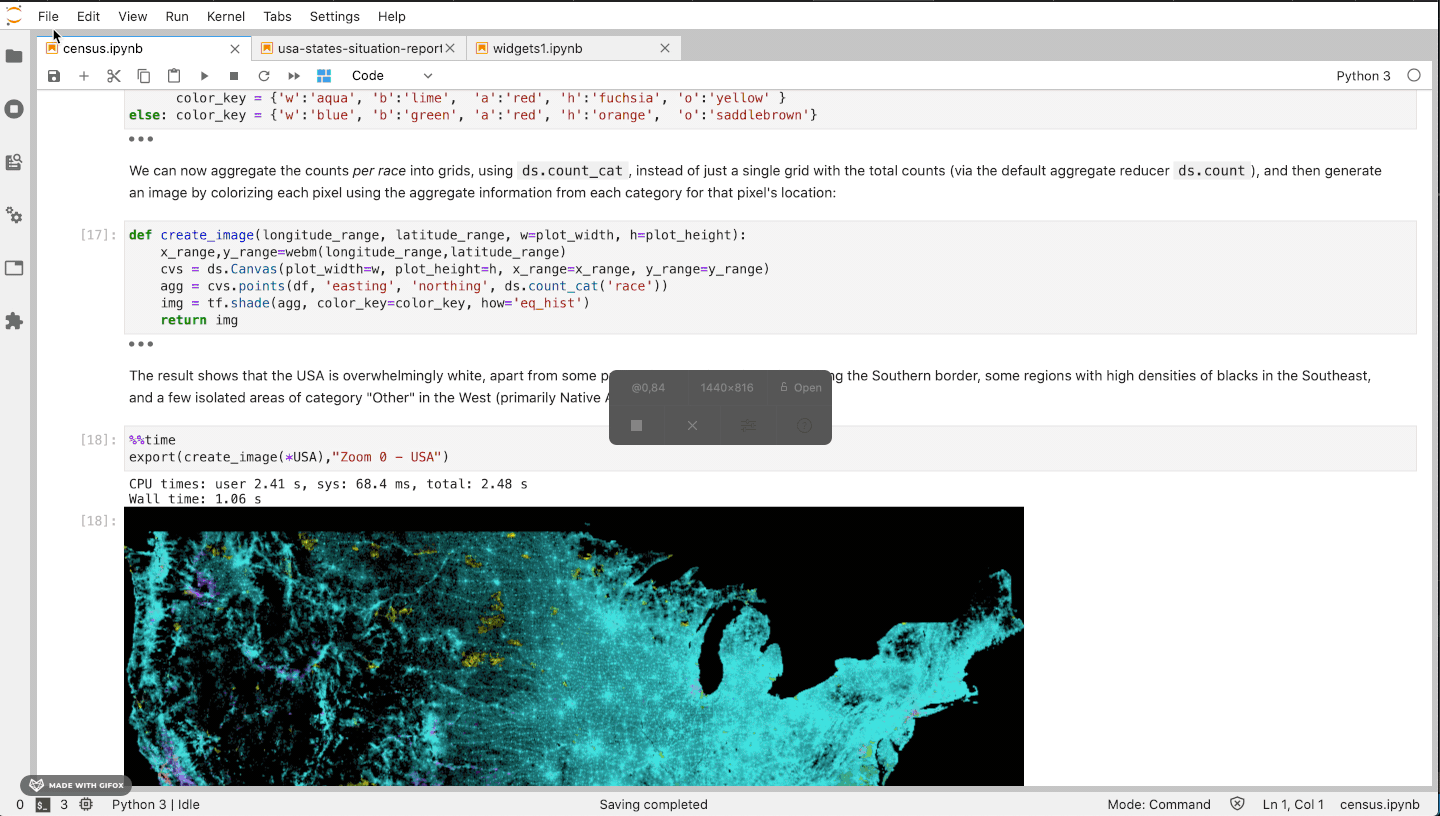 File Edit View Run Kernel Tabs Settings Help
census.ipynb usa-states-situation-report widgets1.ipynb
Code Python 3
color_key = {'w':'aqua', 'b':'lime', 'a':'red', 'h':'fuchsia', 'o':'yellow' }
else: color_key = {'w':'blue', 'b':'green', 'a':'red', 'h':'orange', 'o':'saddlebrown'}
We can now aggregate the counts per race into grids, using ds.count_cat , instead of just a single grid with the total counts (via the default aggregate reducer ds.count ), and then generate
an image by colorizing each pixel using the aggregate information from each category for that pixel's location:
[17]: def create_image(longitude_range, latitude_range, w=plot_width, h=plot_height):
x_range,y_range=webm(longitude_range,latitude_range)
cvs = ds.Canvas(plot_width=w, plot_height=h, x_range=x_range, y_range=y_range)
agg = cvs.points(df, 'easting', 'northing', ds.count_cat('race'))
img = tf.shade(agg, color_key=color_key, how='eq_hist')
return img
The result shows that the USA is overwhelmingly white, apart from some the Southern border, some regions with high densities of blacks in the Southeast,
and a few isolated areas of category "Other" in the West (primarily Native
@0,84 1440×816 Open
[18]: %%time
export(create_image(*USA),"Zoom 0 - USA")
CPU times: user 2.41 s, sys: 68.4 ms, total: 2.48 s
Wall time: 1.06 s
[18]:
MADE WITH GIFOX
0 $_ 3 Python 3 | Idle Saving completed Mode: Command Ln 1, Col 1 census.ipynb